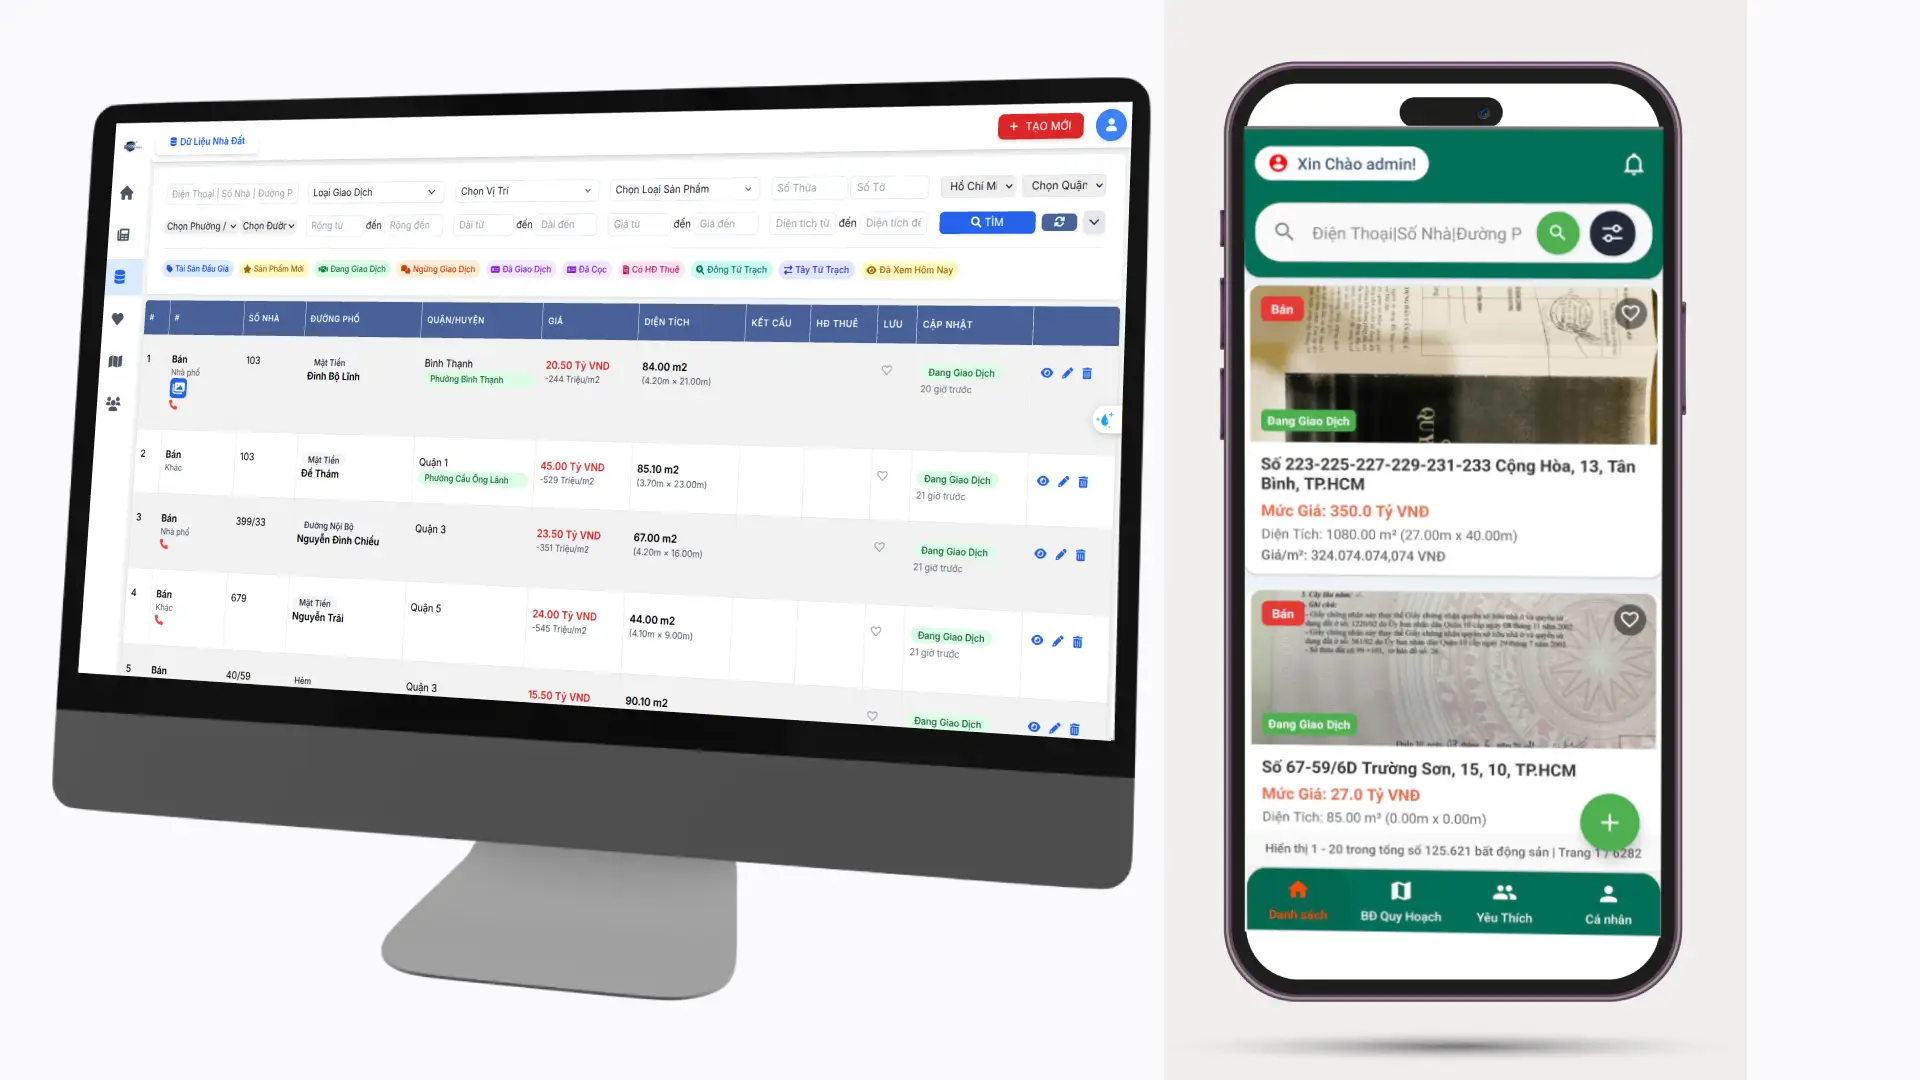 Dữ Liệu Nhà Đất
+ TẠO MỚI
Điện Thoại | Số Nhà | Đường P
Loại Giao Dịch
Chọn Vị Trí
Chọn Loại Sản Phẩm
Số Thửa
Số Tờ
Hồ Chí Mi
Chọn Quận
Chọn Phường /
Chọn Đườn
Rộng từ
đến
Rộng đến
Dài từ
đến
Dài đến
Giá từ
đến
Giá đến
Diện tích từ
đến
Diện tích đế
TÌM
Tài Sản Đấu Giá
Sản Phẩm Mới
Đang Giao Dịch
Ngừng Giao Dịch
Đã Giao Dịch
Đã Cọc
Có HĐ Thuê
Đông Tứ Trạch
Tây Tứ Trạch
Đã Xem Hôm Nay
# # SỐ NHÀ ĐƯỜNG PHỐ QUẬN/HUYỆN GIÁ DIỆN TÍCH KẾT CẤU HĐ THUÊ LƯU CẬP NHẬT
1 Bán 103 Mặt Tiền Bình Thạnh 20.50 Tỷ VND 84.00 m2 Đang Giao Dịch
Nhà phố Đinh Bộ Lĩnh Phường Bình Thạnh ~244 Triệu/m2 (4.20m × 21.00m) 20 giờ trước
2 Bán 103 Mặt Tiền Quận 1 45.00 Tỷ VND 85.10 m2 Đang Giao Dịch
Khác Đề Thám Phường Cầu Ông Lãnh ~529 Triệu/m2 (3.70m × 23.00m) 21 giờ trước
3 Bán 399/33 Đường Nội Bộ Quận 3 23.50 Tỷ VND 67.00 m2 Đang Giao Dịch
Nhà phố Nguyễn Đình Chiểu ~351 Triệu/m2 (4.20m × 16.00m) 21 giờ trước
4 Bán 679 Mặt Tiền Quận 5 24.00 Tỷ VND 44.00 m2 Đang Giao Dịch
Khác Nguyễn Trãi ~545 Triệu/m2 (4.10m × 9.00m) 21 giờ trước
5 Bán 40/59 Hẻm Quận 3 15.50 Tỷ VND 90.10 m2 Đang Giao Dịch
Xin Chào admin!
Điện Thoại|Số Nhà|Đường P
Bán
QUY
Đang Giao Dịch
Số 223-225-227-229-231-233 Cộng Hòa, 13, Tân
Bình, TP.HCM
Mức Giá: 350.0 Tỷ VNĐ
Diện Tích: 1080.00 m² (27.00m x 40.00m)
Giá/m²: 324.074.074,074 VNĐ
Bán
Đang Giao Dịch
Số 67-59/6D Trường Sơn, 15, 10, TP.HCM
Mức Giá: 27.0 Tỷ VNĐ
Diện Tích: 85.00 m² (0.00m x 0.00m)
+
Hiển thị 1 - 20 trong tổng số 125.621 bất động sản | Trang 1 / 6282
Danh sách
BĐ Quy Hoạch
Yêu Thích
Cá nhân